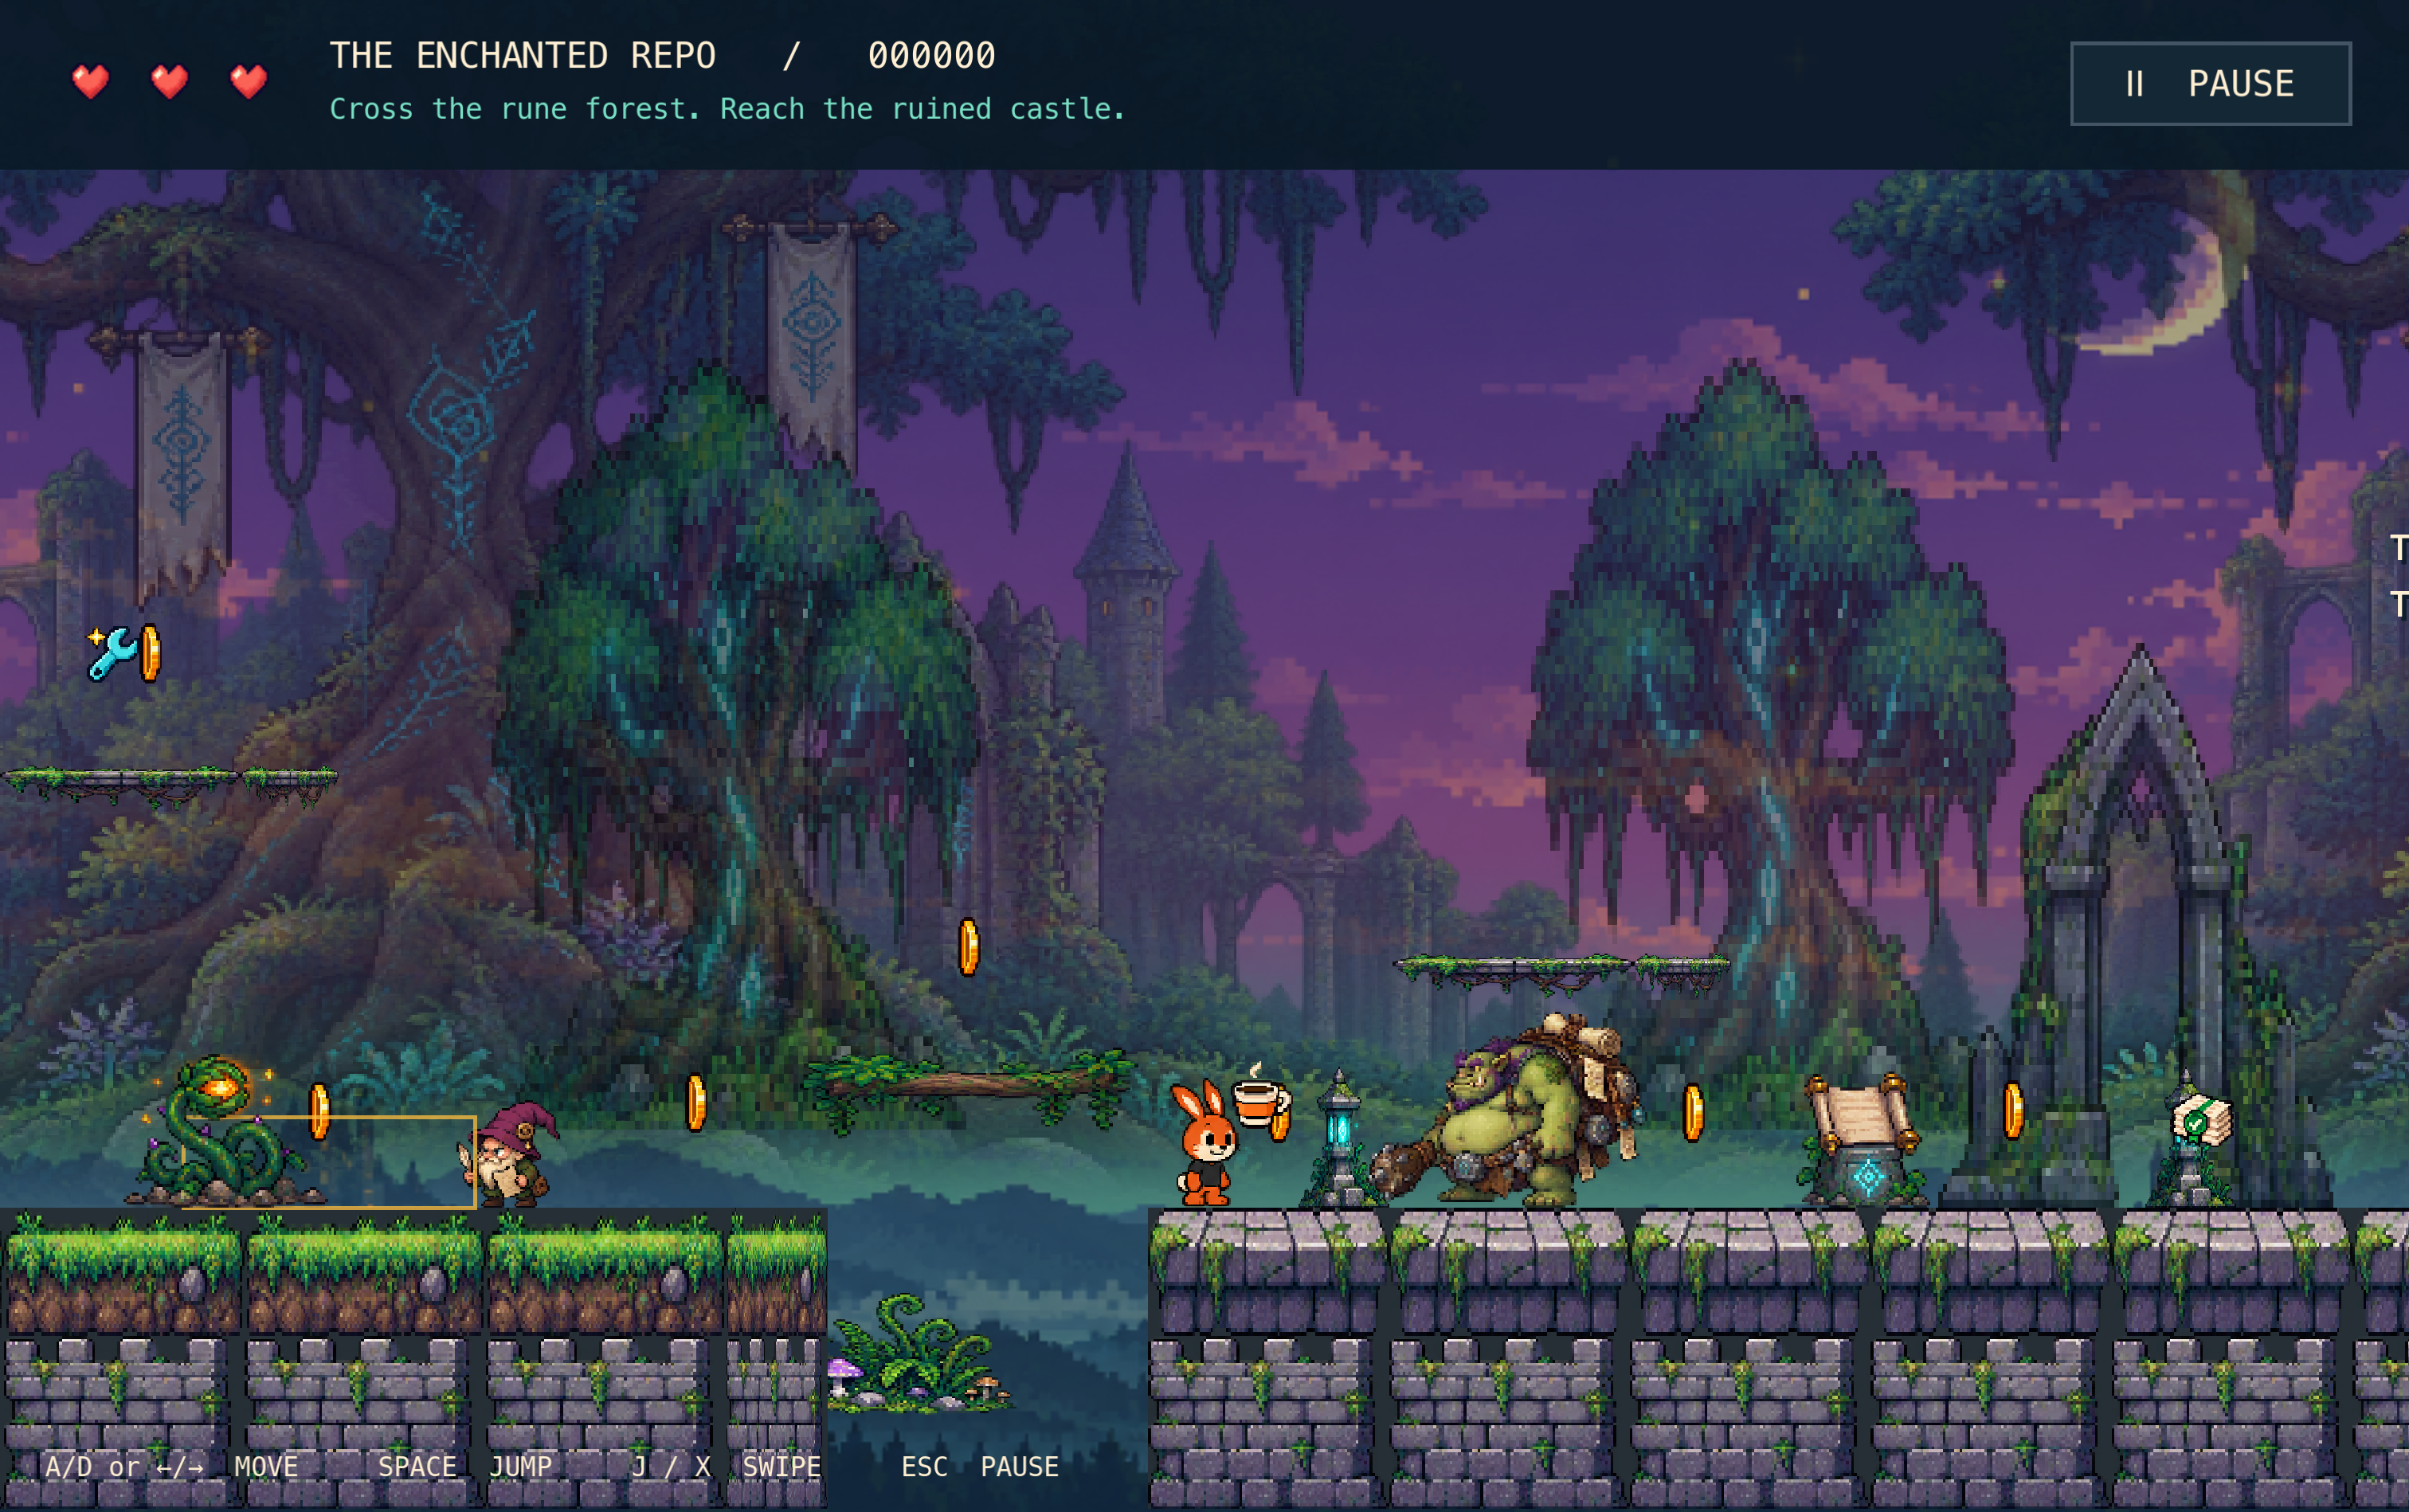 THE ENCHANTED REPO / 000000
Cross the rune forest. Reach the ruined castle.
II PAUSE
T
T
A/D or ←/→ MOVE SPACE JUMP J / X SWIPE ESC PAUSE